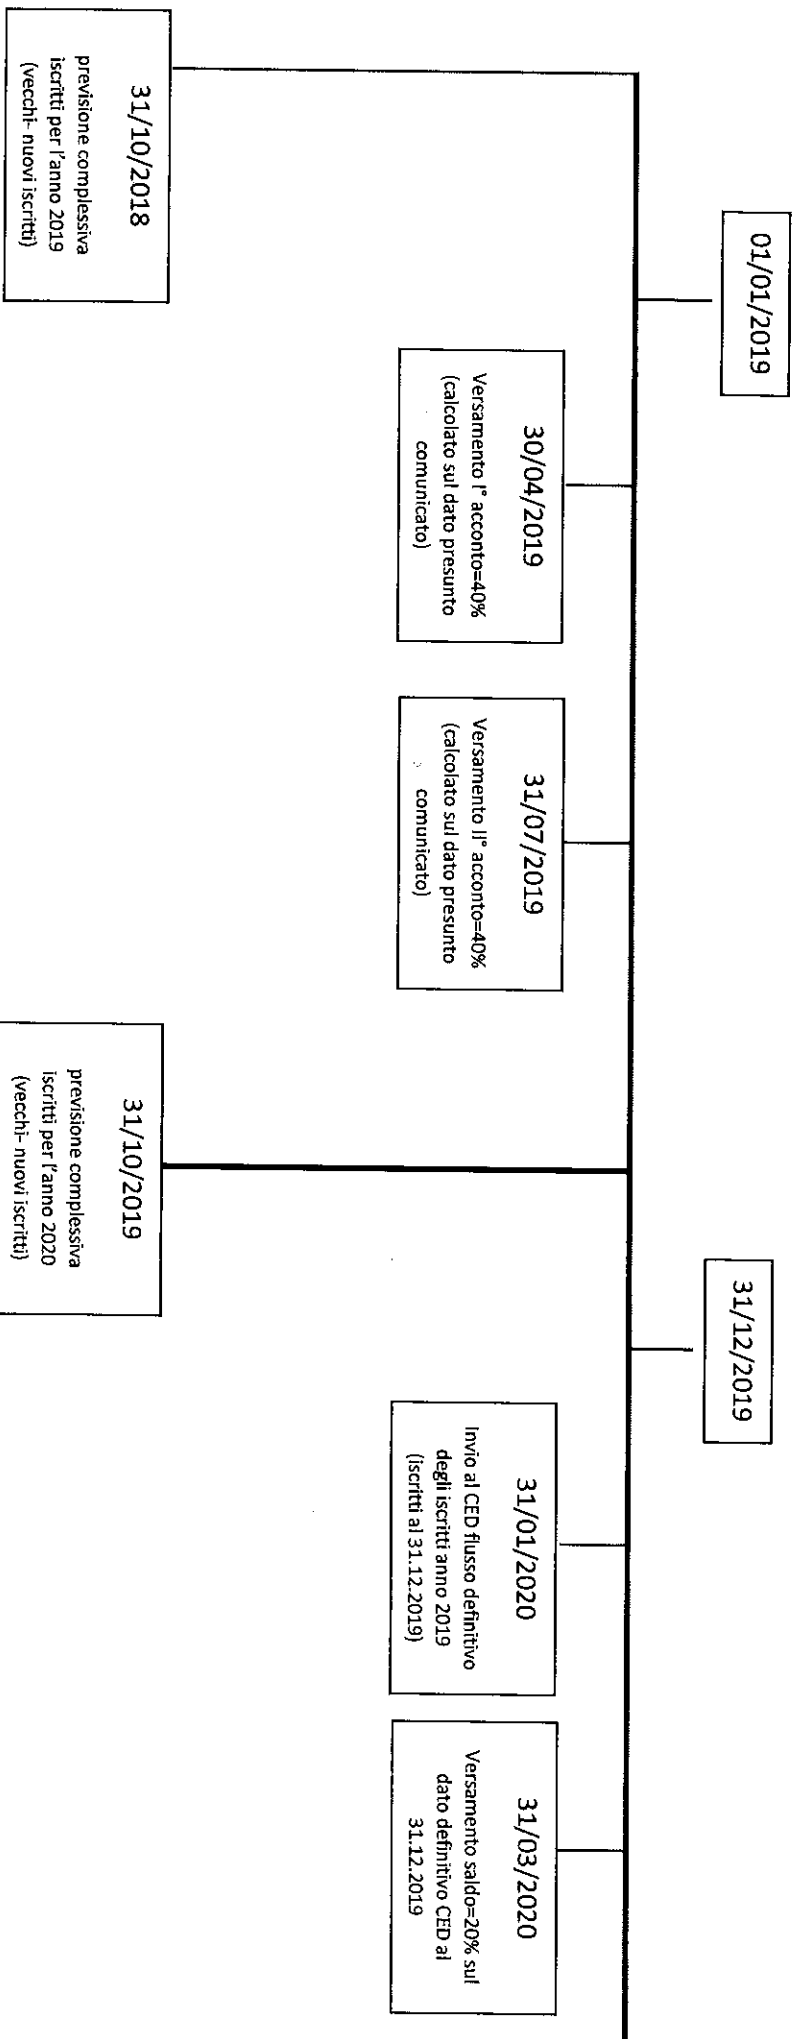 01/01/2019
31/12/2019
31/10/2018
previsione complessiva
iscritti per l'anno 2019
(vecchi- nuovi iscritti)
30/04/2019
Versamento I° acconto=40%
(calcolato sul dato presunto
comunicato)
31/07/2019
Versamento II° acconto=40%
(calcolato sul dato presunto
comunicato)
31/10/2019
previsione complessiva
iscritti per l'anno 2020
(vecchi- nuovi iscritti)
31/01/2020
Invio al CED flusso definitivo
degli iscritti anno 2019
(iscritti al 31.12.2019)
31/03/2020
Versamento saldo=20% sul
dato definitivo CED al
31.12.2019